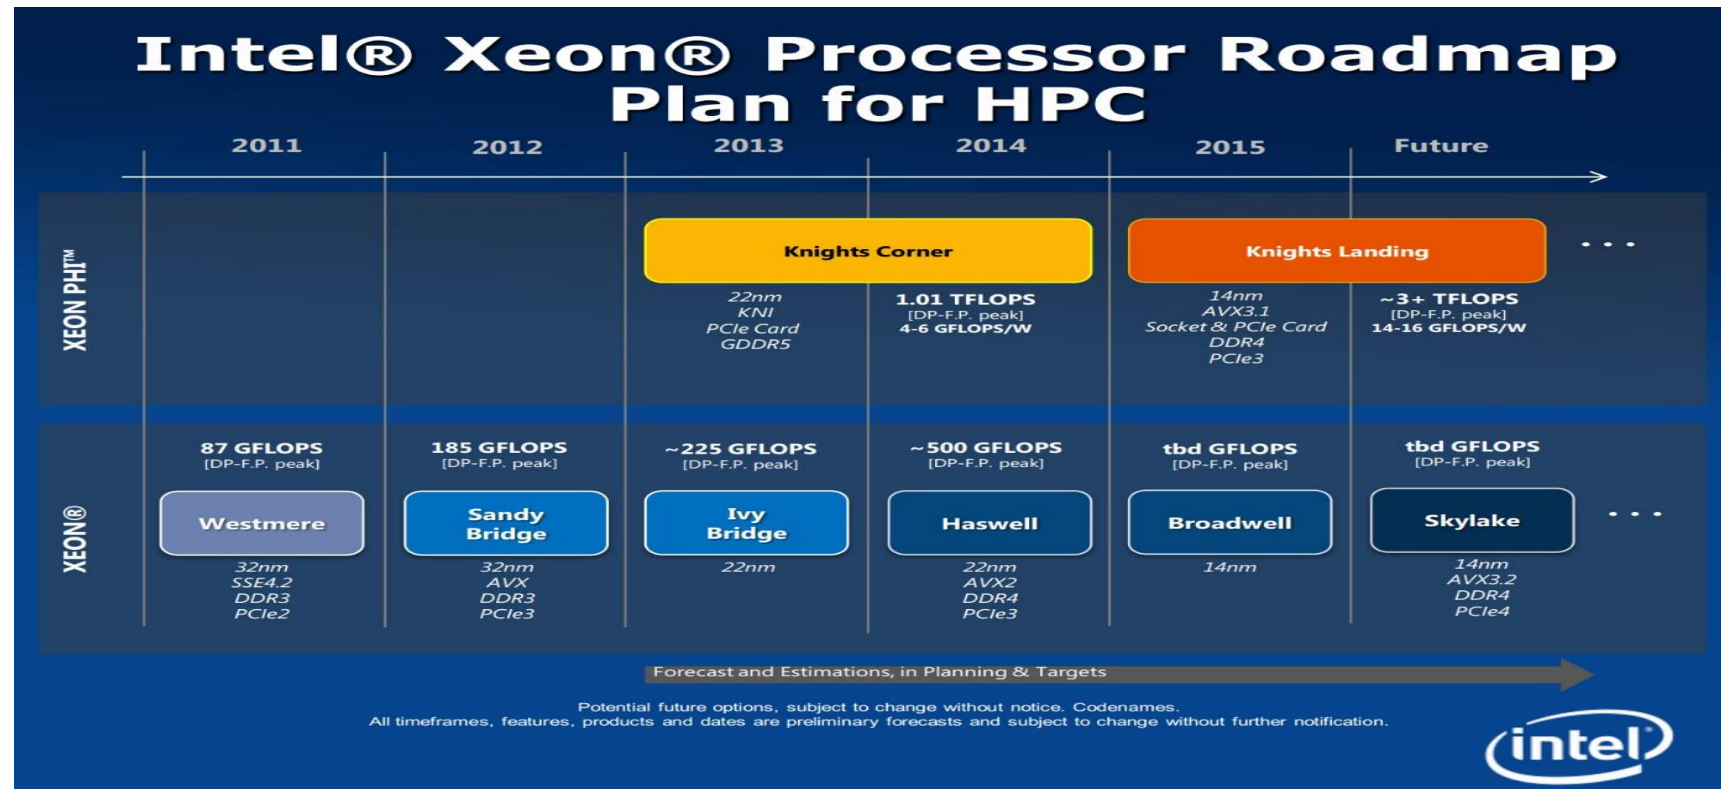 Intel® Xeon® Processor Roadmap
Plan for HPC
2011
2012
2013
2014
2015
Future
XEON PHI™
Knights Corner
22nm
KNI
PCIe Card
GDDR5
1.01 TFLOPS
[DP-F.P. peak]
4-6 GFLOPS/W
Knights Landing
14nm
AVX3.1
Socket & PCIe Card
DDR4
PCIe3
~3+ TFLOPS
[DP-F.P. peak]
14-16 GFLOPS/W
. . .
XEON®
87 GFLOPS
[DP-F.P. peak]
Westmere
32nm
SSE4.2
DDR3
PCIe2
185 GFLOPS
[DP-F.P. peak]
Sandy
Bridge
32nm
AVX
DDR3
PCIe3
~225 GFLOPS
[DP-F.P. peak]
Ivy
Bridge
22nm
~500 GFLOPS
[DP-F.P. peak]
Haswell
22nm
AVX2
DDR4
PCIe3
tbd GFLOPS
[DP-F.P. peak]
Broadwell
14nm
tbd GFLOPS
[DP-F.P. peak]
Skylake
14nm
AVX3.2
DDR4
PCIe4
. . .
Forecast and Estimations, in Planning & Targets
Potential future options, subject to change without notice. Codenames.
All timeframes, features, products and dates are preliminary forecasts and subject to change without further notification.
intel